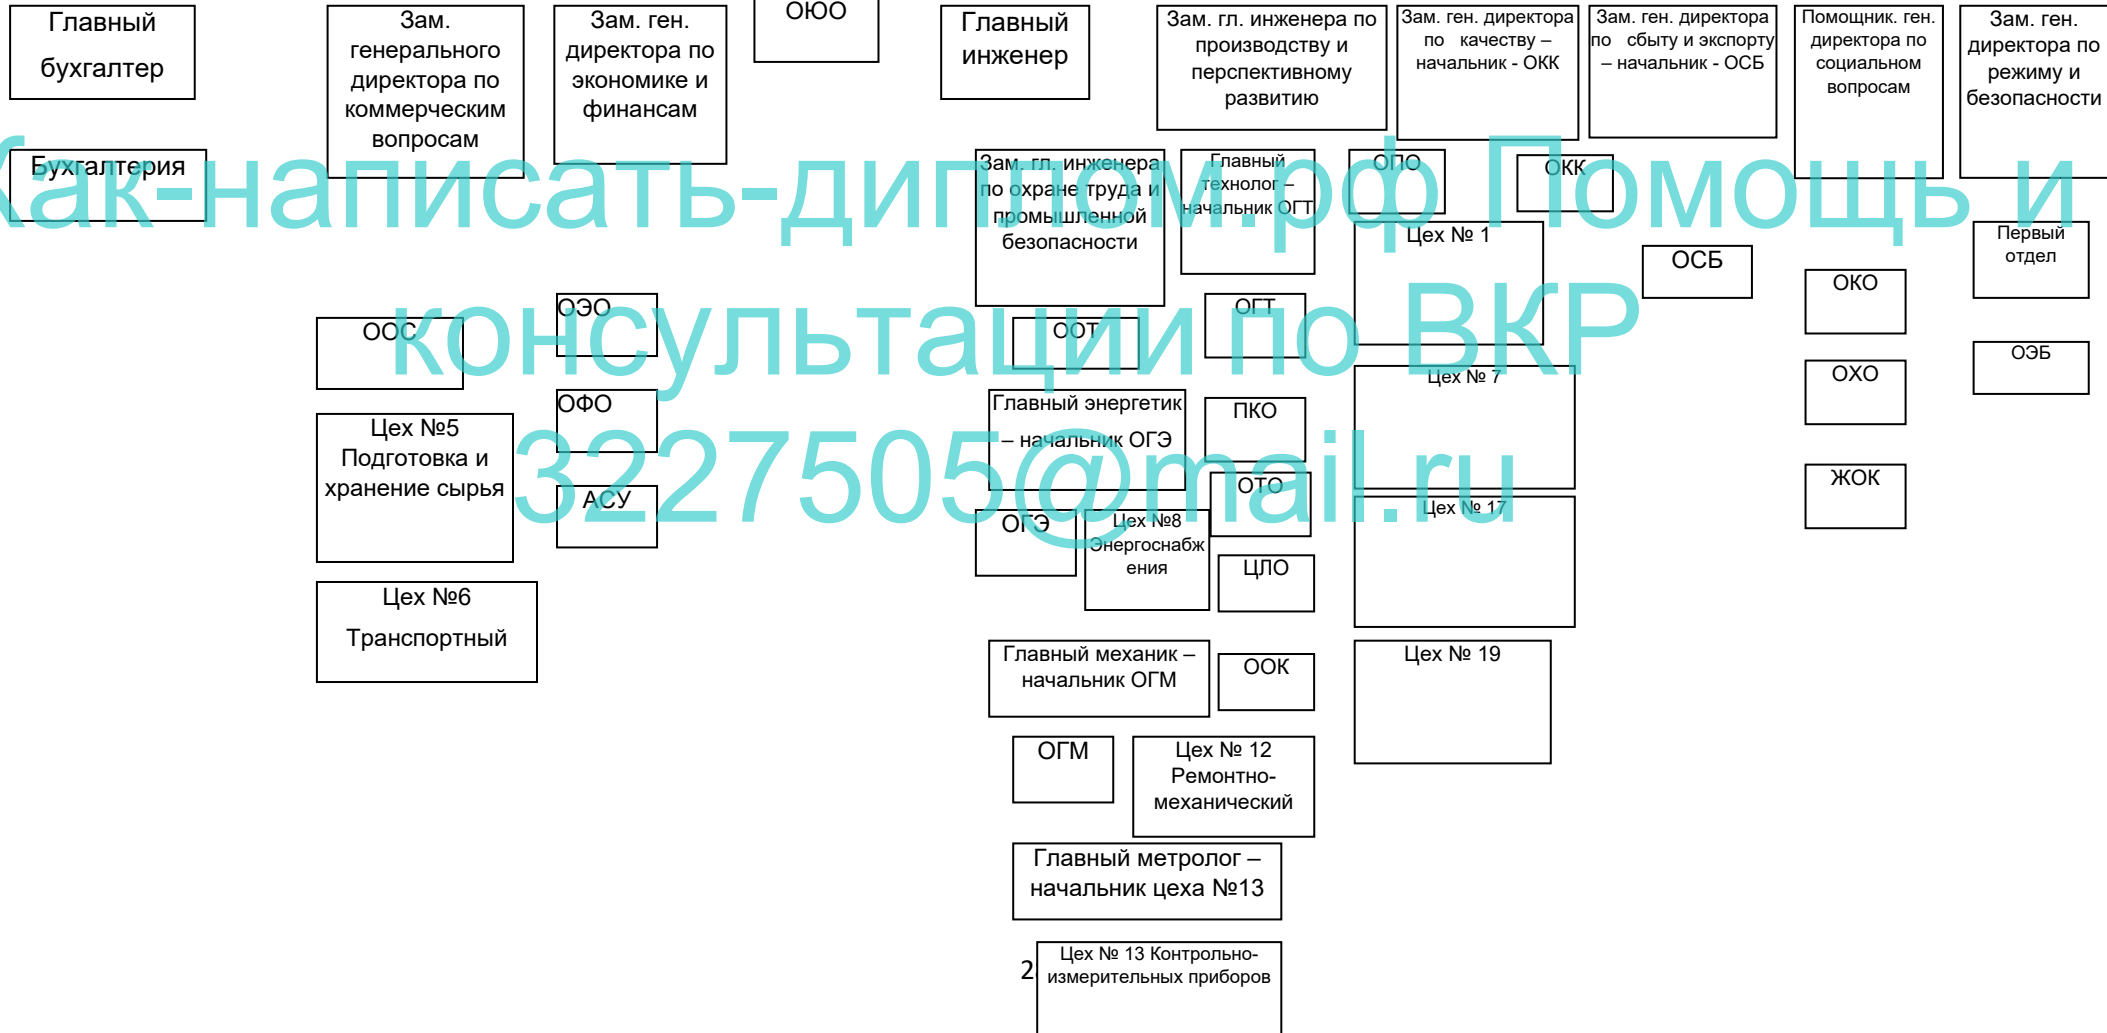 Главный
бухгалтер
Зам.
генерального
директора по
коммерческим
вопросам
Зам. ген.
директора по
экономике и
финансам
ОЮО
Главный
инженер
Зам. гл. инженера по
производству и
перспективному
развитию
Зам. ген. директора
по качеству –
начальник - ОКК
Зам. ген. директора
по сбыту и экспорту
– начальник - ОСБ
Помощник. ген.
директора по
социальном
вопросам
Зам. ген.
директора по
режиму и
безопасности
Бухгалтерия
Зам. гл. инженера
по охране труда и
промышленной
безопасности
Главный
технолог –
начальник ОГТ
ОПО
ОКК
Как-написать-диплом.рф Помощь и
консультации по ВКР
3227505@mail.ru
Цех № 1
ОСБ
ОКО
Первый
отдел
ООС
ОЭО
ООТ
ОГТ
Цех № 7
ОХО
ОЭБ
Цех №5
Подготовка и
хранение сырья
ОФО
Главный энергетик
– начальник ОГЭ
ПКО
ЖОК
АСУ
ОТО
Цех № 17
ОГЭ
Цех №8
Энергоснабж
ения
ЦЛО
Цех №6
Транспортный
Главный механик –
начальник ОГМ
ООК
Цех № 19
ОГМ
Цех № 12
Ремонтно-
механический
Главный метролог –
начальник цеха №13
Цех № 13 Контрольно-
измерительных приборов
2